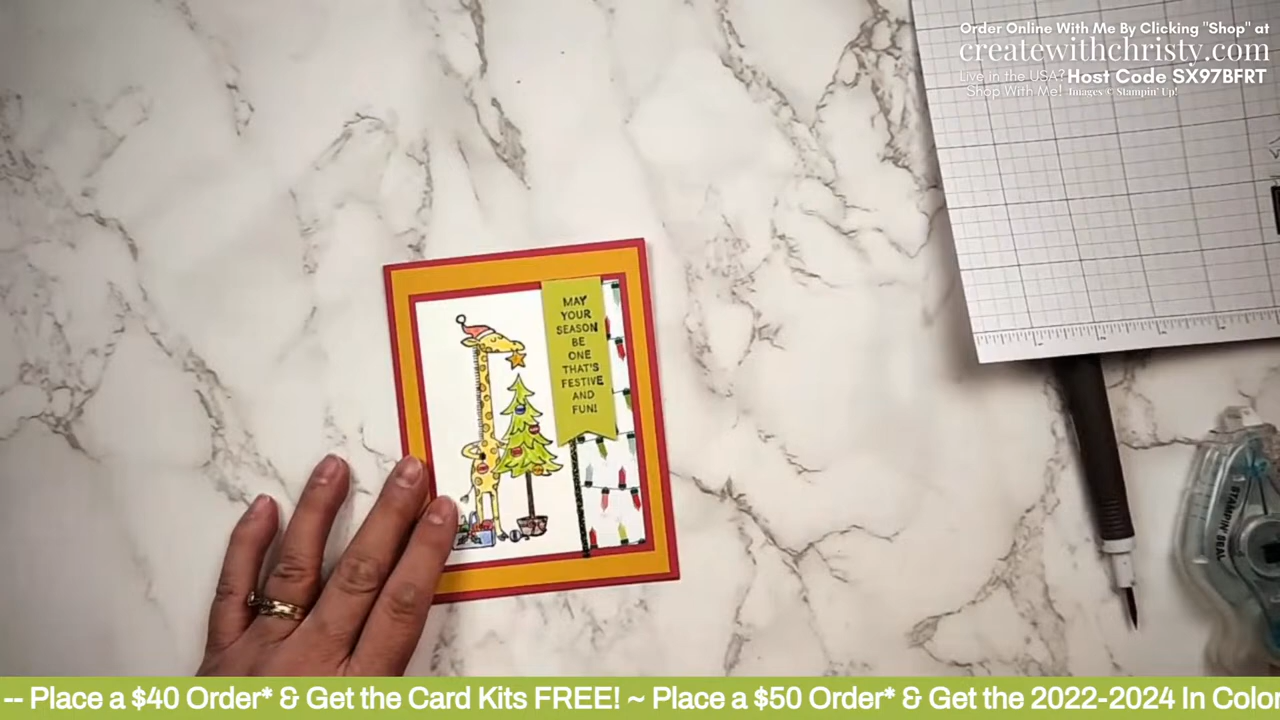 Order Online With Me By Clicking "Shop" at
createwithchristy.com
Live in the USA? Host Code SX97BFRT
Shop With Me! Images © Stampin' Up!
MAY
YOUR
SEASON
BE
ONE
THAT'S
FESTIVE
AND
FUN!
STAMPIN' SEAL
-- Place a $40 Order* & Get the Card Kits FREE! ~ Place a $50 Order* & Get the 2022-2024 In Color